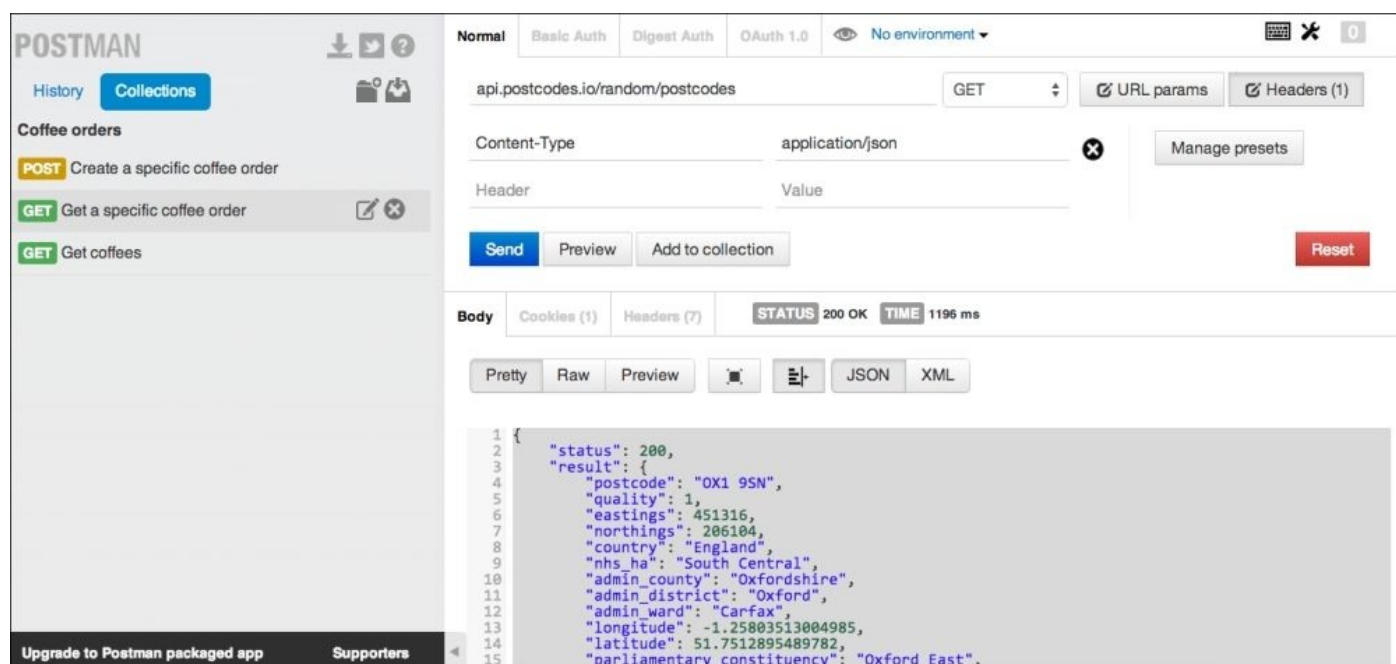 POSTMAN
History Collections
Coffee orders
POST Create a specific coffee order
GET Get a specific coffee order
GET Get coffees
Upgrade to Postman packaged app Supporters
Normal Basic Auth Digest Auth OAuth 1.0 No environment 0
api.postcodes.io/random/postcodes GET URL params Headers (1)
Content-Type application/json Manage presets
Header Value
Send Preview Add to collection Reset
Body Cookies (1) Headers (7) STATUS 200 OK TIME 1196 ms
Pretty Raw Preview JSON XML
1 {
2 "status": 200,
3 "result": {
4 "postcode": "OX1 9SN",
5 "quality": 1,
6 "eastings": 451316,
7 "northings": 206104,
8 "country": "England",
9 "nhs_ha": "South Central",
10 "admin_county": "Oxfordshire",
11 "admin_district": "Oxford",
12 "admin_ward": "Carfax",
13 "longitude": -1.25803513004985,
14 "latitude": 51.7512895489782,
15 "parliamentary_constituency": "Oxford East",